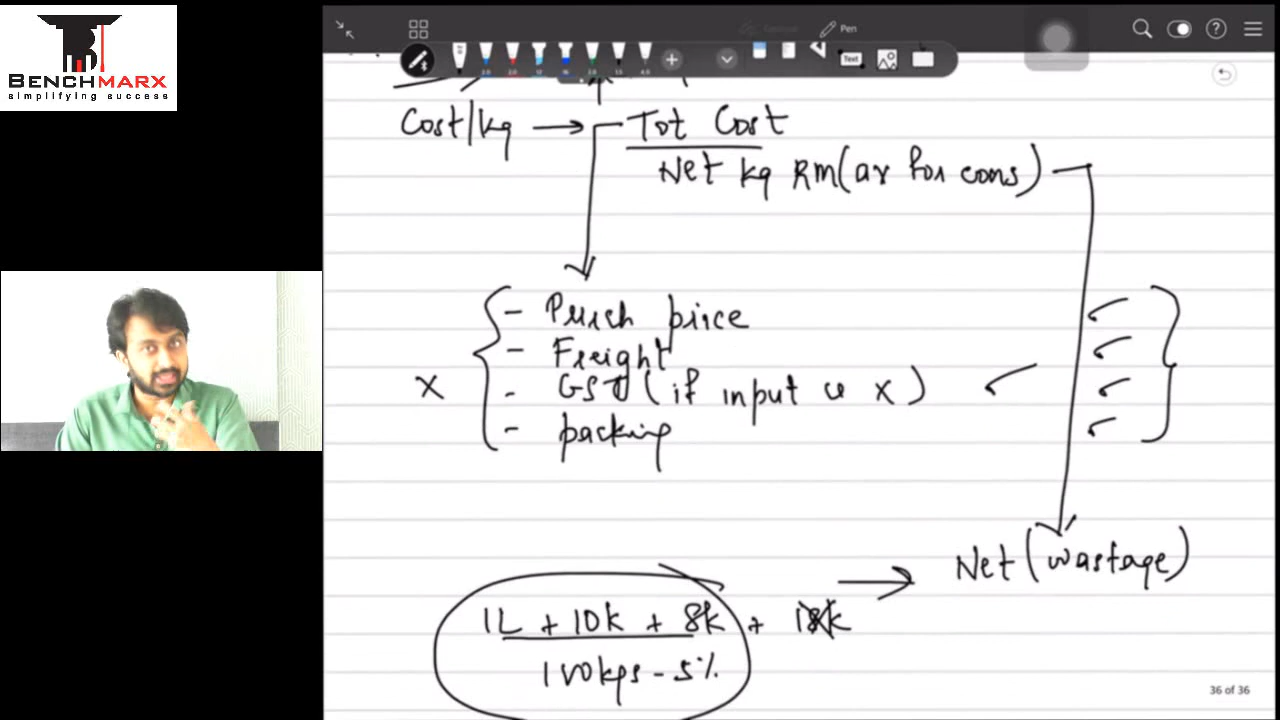 BENCHMARX
simplifying success
Pen
Text
Cost/kg → Tot Cost
Net kg Rm (av for cons)
- Purch price
- Freight
x - GST (if input is x)
- packing
Net (wastage)
1L + 10k + 8k + 18k
100kgs - 5%
36 of 36